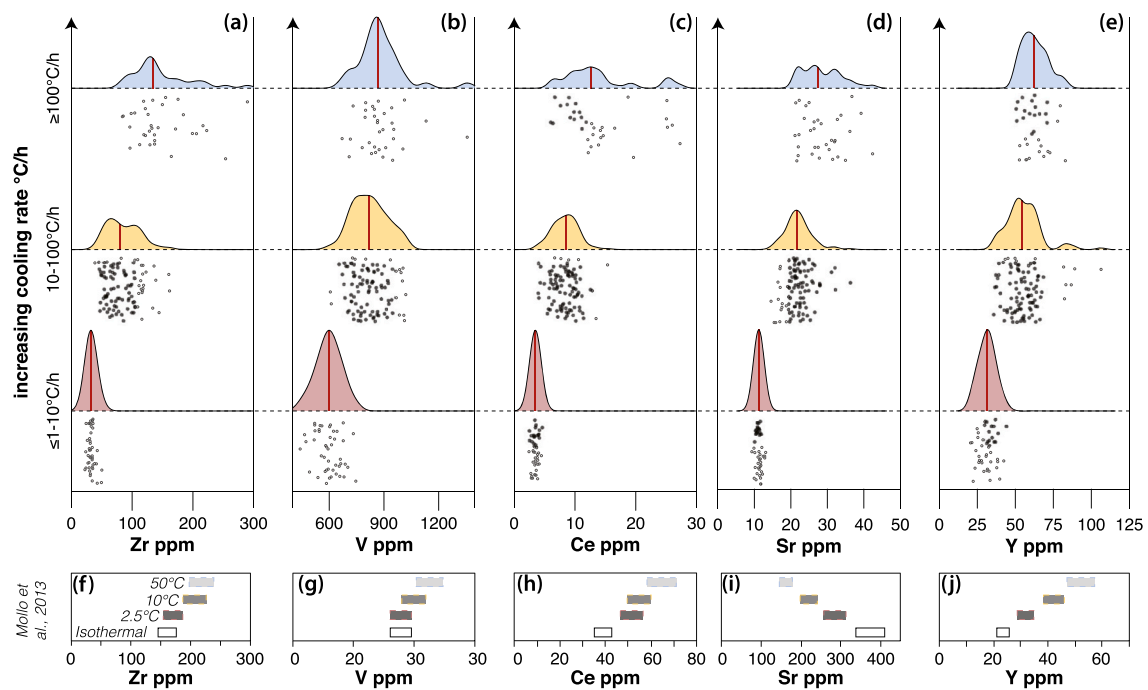 (a) (b) (c) (d) (e)
increasing cooling rate °C/h
≥100°C/h
10-100°C/h
≤1-10°C/h
0 100 200 300
Zr ppm
600 900 1200
V ppm
0 10 20 30
Ce ppm
0 10 20 30 40 50
Sr ppm
0 25 50 75 100 125
Y ppm
Mollo et
al., 2013
(f) (g) (h) (i) (j)
50°C
10°C
2.5°C
Isothermal
0 100 200 300
Zr ppm
0 20 30 30
V ppm
0 20 40 60 80
Ce ppm
0 100 200 300 400
Sr ppm
0 20 40 60
Y ppm